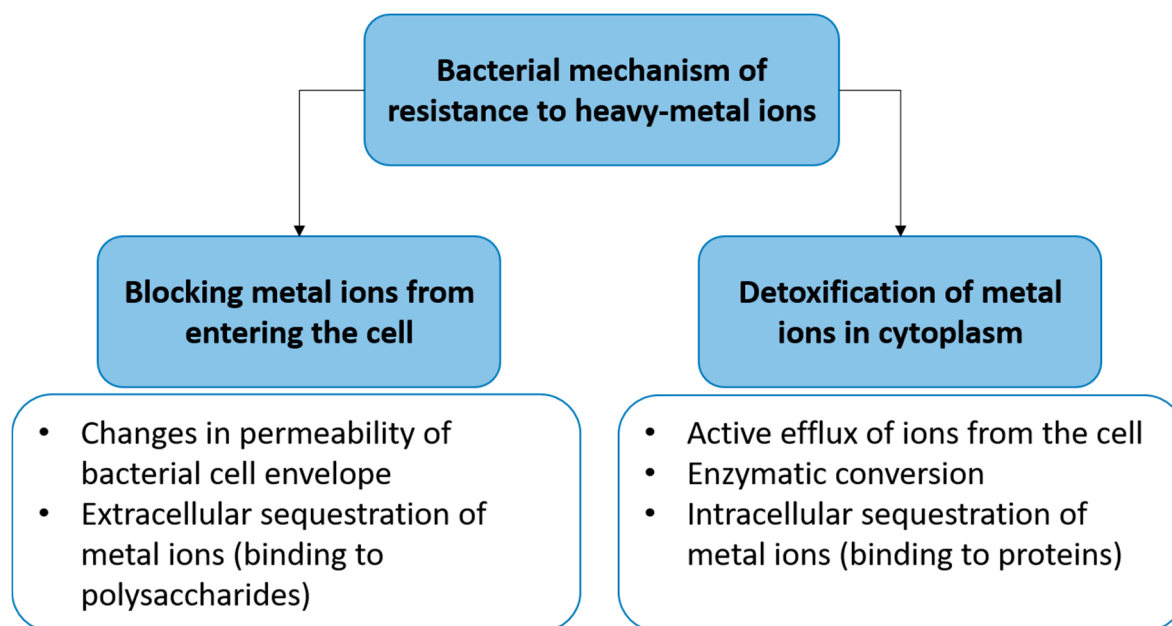 Bacterial mechanism of
resistance to heavy-metal ions
Blocking metal ions from
entering the cell
• Changes in permeability of
bacterial cell envelope
• Extracellular sequestration of
metal ions (binding to
polysaccharides)
Detoxification of metal
ions in cytoplasm
• Active efflux of ions from the cell
• Enzymatic conversion
• Intracellular sequestration of
metal ions (binding to proteins)